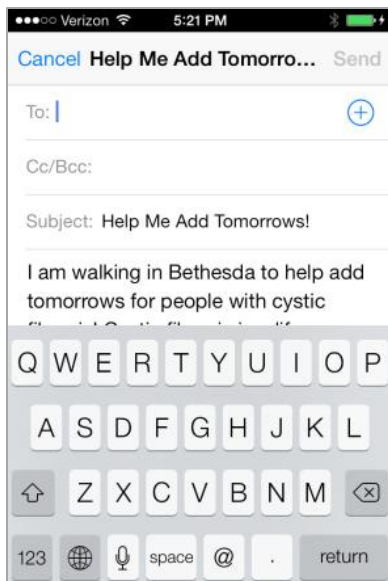 Verizon 5:21 PM
Cancel Help Me Add Tomorro... Send
To:
Cc/Bcc:
Subject: Help Me Add Tomorrows!
I am walking in Bethesda to help add
tomorrows for people with cystic
Q W E R T Y U I O P
A S D F G H J K L
Z X C V B N M
123 space @ . return